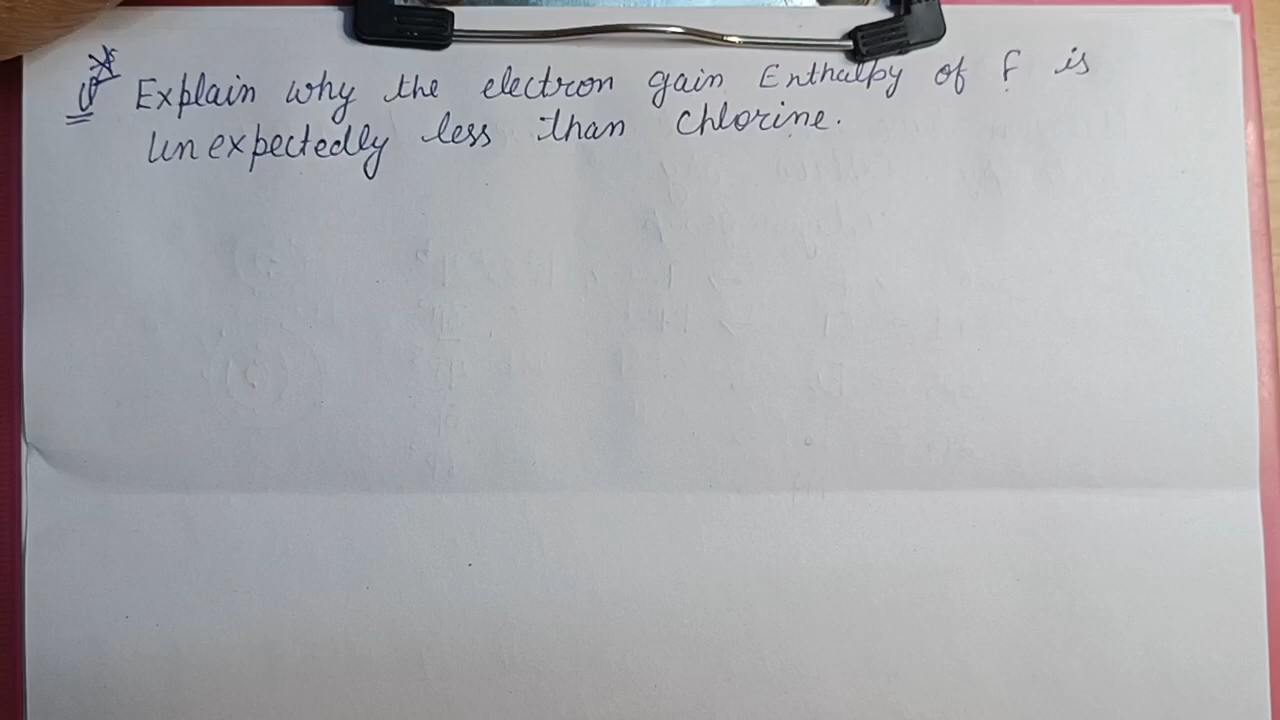 Q Explain why the electron gain Enthalpy of F is
unexpectedly less than chlorine.